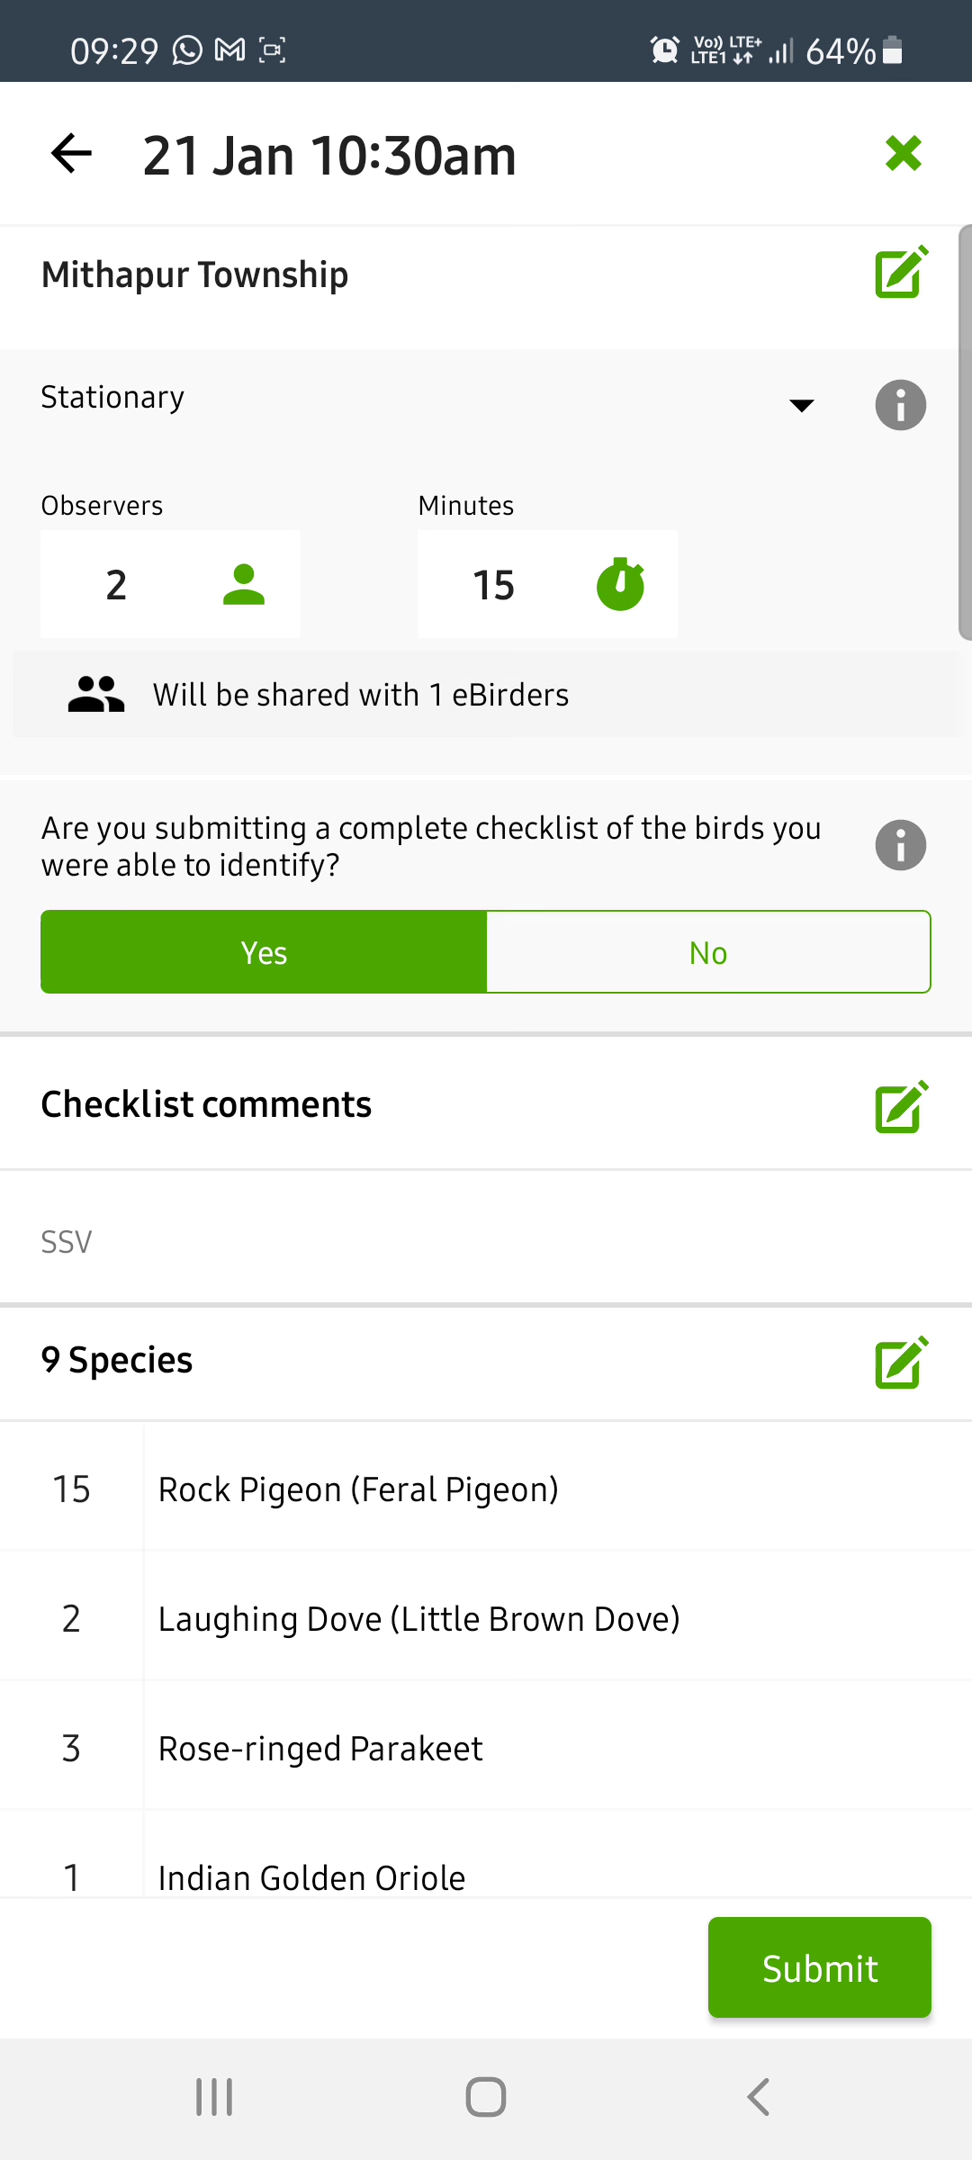 09:29
Vo)) LTE+
LTE1
64%
21 Jan 10:30am
Mithapur Township
Stationary
Observers
Minutes
2
15
Will be shared with 1 eBirders
Are you submitting a complete checklist of the birds you
were able to identify?
Yes
No
Checklist comments
SSV
9 Species
15 Rock Pigeon (Feral Pigeon)
2 Laughing Dove (Little Brown Dove)
3 Rose-ringed Parakeet
1 Indian Golden Oriole
Submit